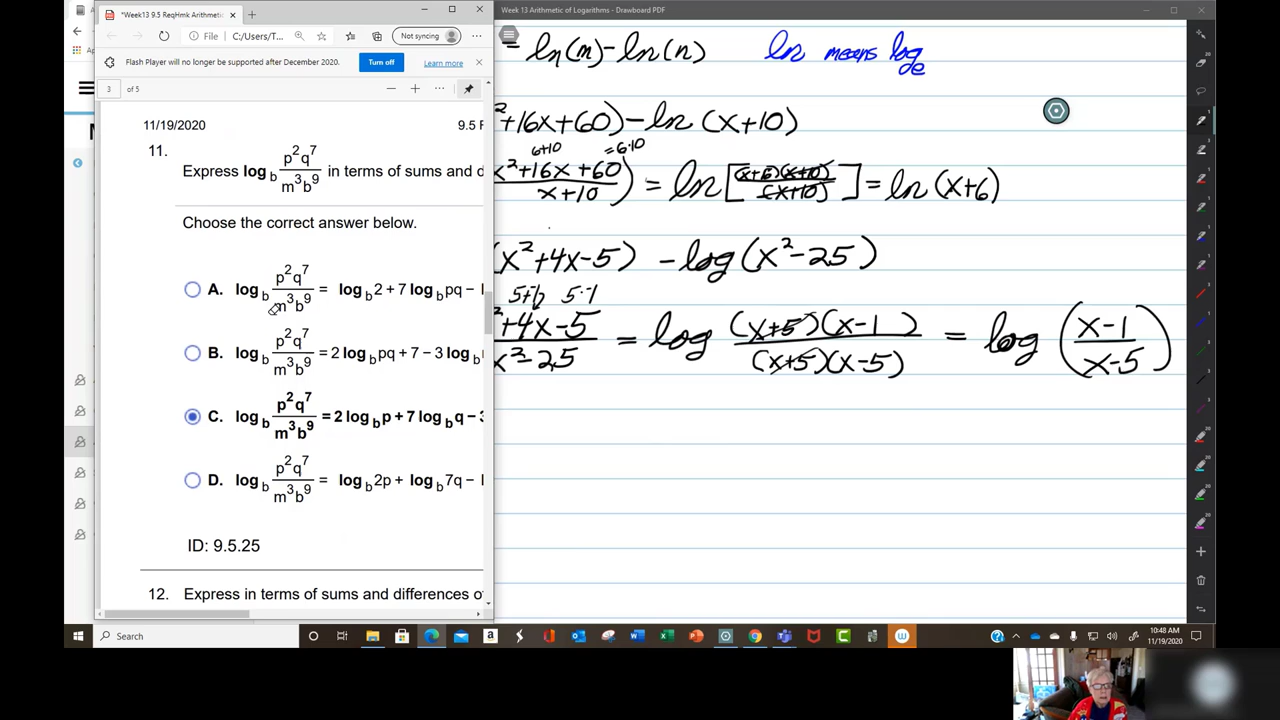 *Week13 9.5 ReqHmk Arithmetic
Week 13 Arithmetic of Logarithms - Drawboard PDF
File C:/Users/T... Not syncing
Flash Player will no longer be supported after December 2020. Turn off Learn more
3 of 5
11/19/2020 9.5 F
11.
Express log b p2q7 / m3b9 in terms of sums and d
Choose the correct answer below.
A. log b p2q7 / m3b9 = log b 2 + 7 log b pq −
B. log b p2q7 / m3b9 = 2 log b pq + 7 − 3 log b
C. log b p2q7 / m3b9 = 2 log b p + 7 log b q − 3
D. log b p2q7 / m3b9 = log b 2p + log b 7q −
ID: 9.5.25
12. Express in terms of sums and differences of
= ln(m) - ln(n) ln means log e
2 + 16x + 60) - ln (x+10)
6+10 = 6·10
x2 + 16x + 60 / x+10) = ln [(x+6)(x+10) / (x+10)] = ln (x+6)
(x2 + 4x - 5) - log (x2 - 25)
5·-1
2 + 4x - 5 / x2 - 25 = log (x+5)(x-1) / (x+5)(x-5) = log (x-1 / x-5)
Search
10:48 AM
11/19/2020